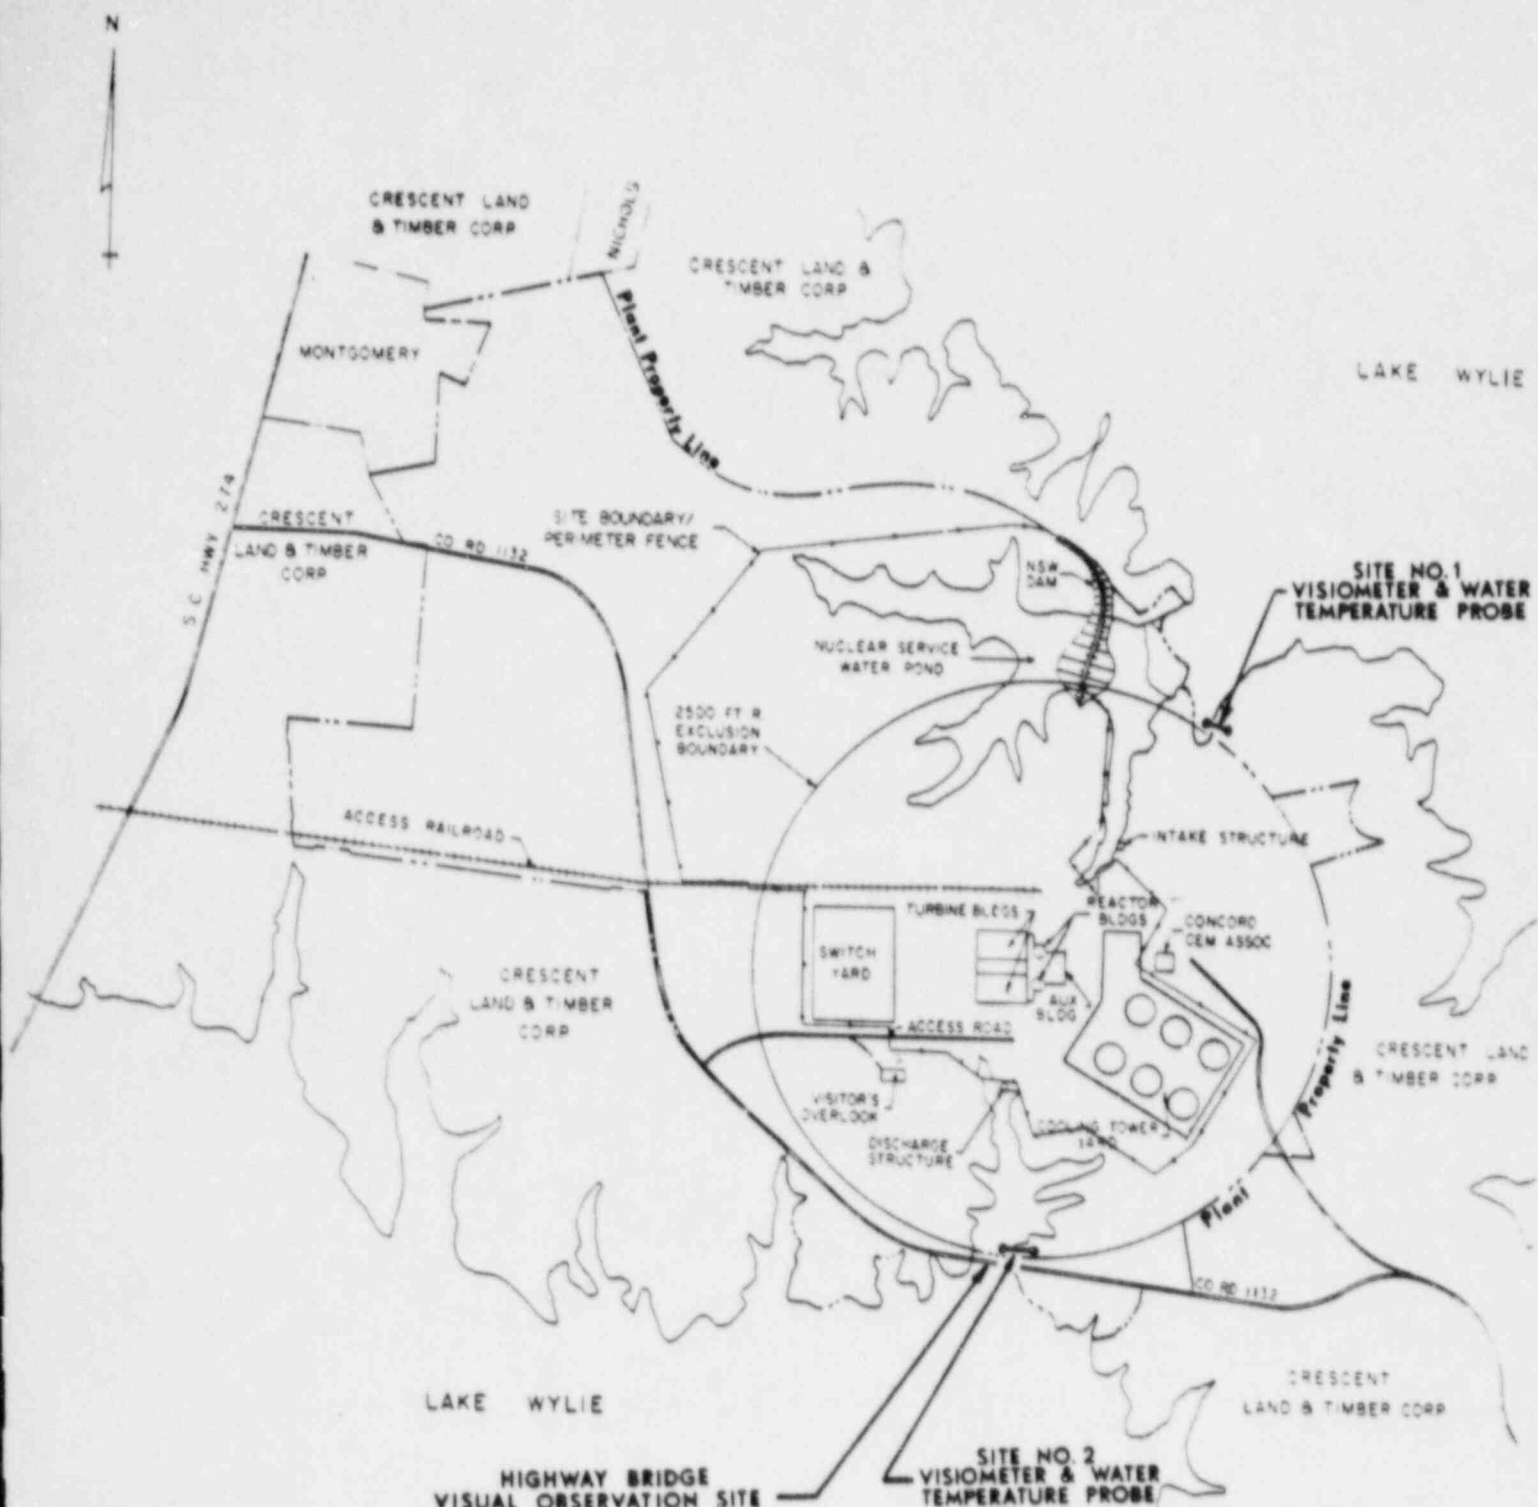 N
CRESCENT LAND
& TIMBER CORP
NICHOLS
CRESCENT LAND &
TIMBER CORP
Plant Property Line
MONTGOMERY
LAKE WYLIE
S.C. HWY 274
CRESCENT
LAND & TIMBER
CORP
CO RD 1132
SITE BOUNDARY/
PERIMETER FENCE
NSW
DAM
SITE NO. 1
VISIOMETER & WATER
TEMPERATURE PROBE
NUCLEAR SERVICE
WATER POND
2500 FT R
EXCLUSION
BOUNDARY
ACCESS RAILROAD
INTAKE STRUCTURE
TURBINE BLDGS
REACTOR
BLDGS
CONCORD
CEM ASSOC
SWITCH
YARD
AUX
BLDG
ACCESS ROAD
CRESCENT
LAND & TIMBER
CORP
VISITOR'S
OVERLOOK
DISCHARGE
STRUCTURE
COOLING TOWER
YARD
Plant Property Line
CRESCENT LAND
& TIMBER CORP
CO RD 1132
CRESCENT
LAND & TIMBER CORP
LAKE WYLIE
HIGHWAY BRIDGE
VISUAL OBSERVATION SITE
SITE NO. 2
VISIOMETER & WATER
TEMPERATURE PROBE